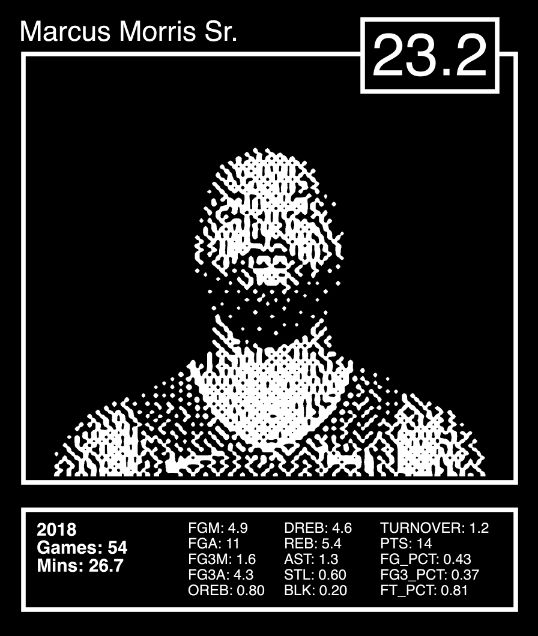 Marcus Morris Sr.
23.2
2018
Games: 54
Mins: 26.7
FGM: 4.9
FGA: 11
FG3M: 1.6
FG3A: 4.3
OREB: 0.80
DREB: 4.6
REB: 5.4
AST: 1.3
STL: 0.60
BLK: 0.20
TURNOVER: 1.2
PTS: 14
FG_PCT: 0.43
FG3_PCT: 0.37
FT_PCT: 0.81